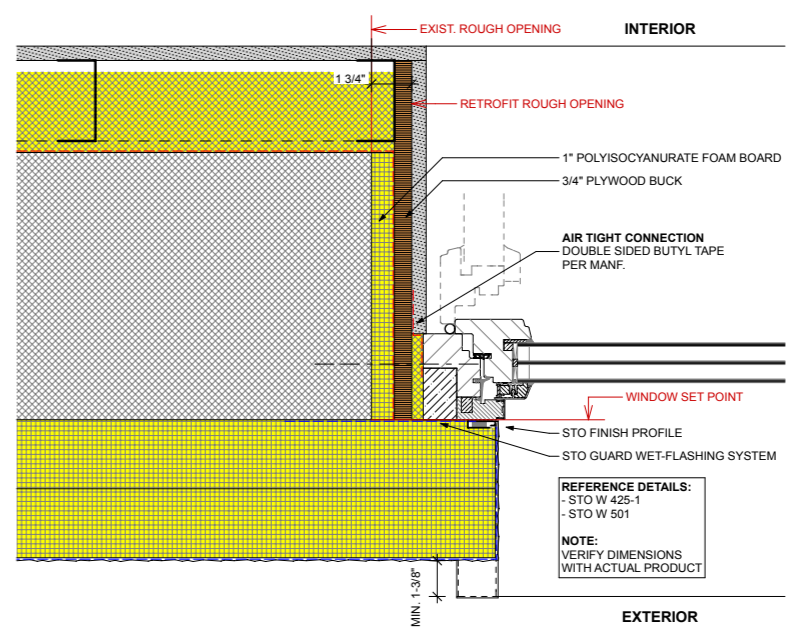 EXIST. ROUGH OPENING
INTERIOR
1 3/4"
RETROFIT ROUGH OPENING
1" POLYISOCYANURATE FOAM BOARD
3/4" PLYWOOD BUCK
AIR TIGHT CONNECTION
DOUBLE SIDED BUTYL TAPE
PER MANF.
WINDOW SET POINT
STO FINISH PROFILE
STO GUARD WET-FLASHING SYSTEM
REFERENCE DETAILS:
- STO W 425-1
- STO W 501
NOTE:
VERIFY DIMENSIONS
WITH ACTUAL PRODUCT
MIN. 1-3/8"
EXTERIOR